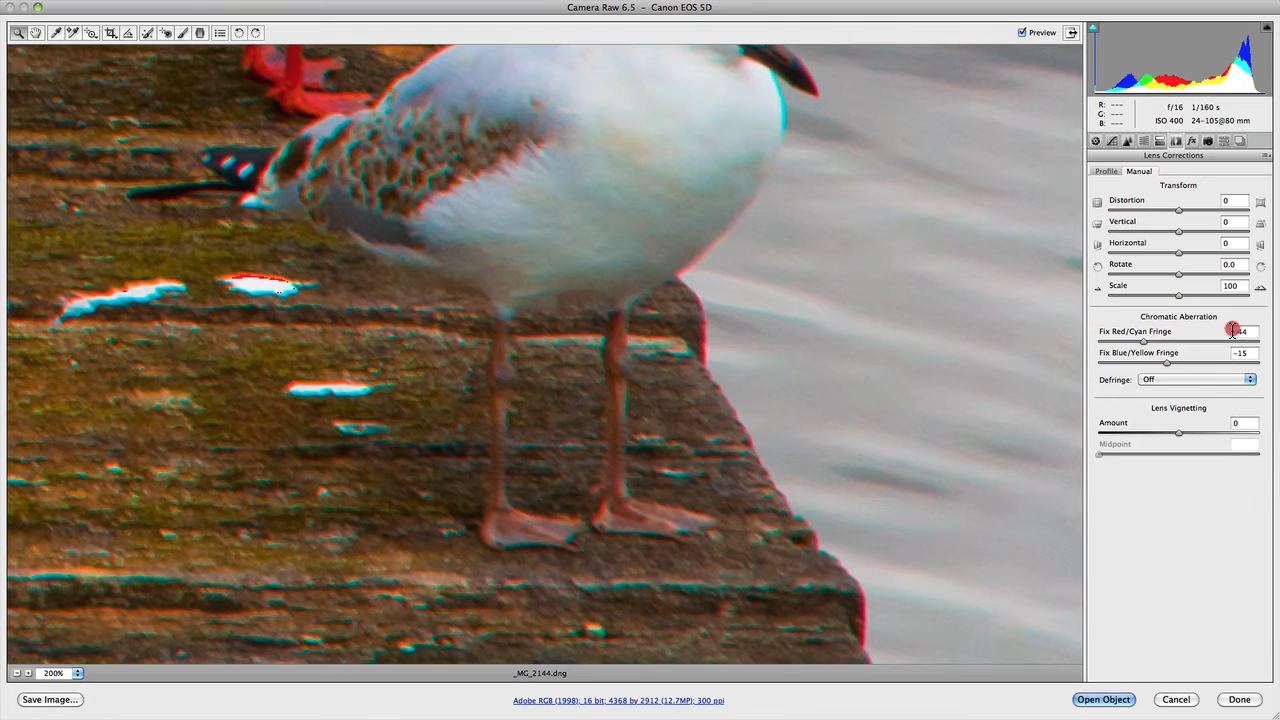 Camera Raw 6.5 – Canon EOS 5D
Preview
R: ---
G: ---
B: ---
f/16 1/160 s
ISO 400 24-105@80 mm
Lens Corrections
Profile Manual
Transform
Distortion 0
Vertical 0
Horizontal 0
Rotate 0.0
Scale 100
Chromatic Aberration
Fix Red/Cyan Fringe 44
Fix Blue/Yellow Fringe -15
Defringe: Off
Lens Vignetting
Amount 0
Midpoint
200%
_MG_2144.dng
Save Image...
Adobe RGB (1998); 16 bit; 4368 by 2912 (12.7MP); 300 ppi
Open Object
Cancel
Done